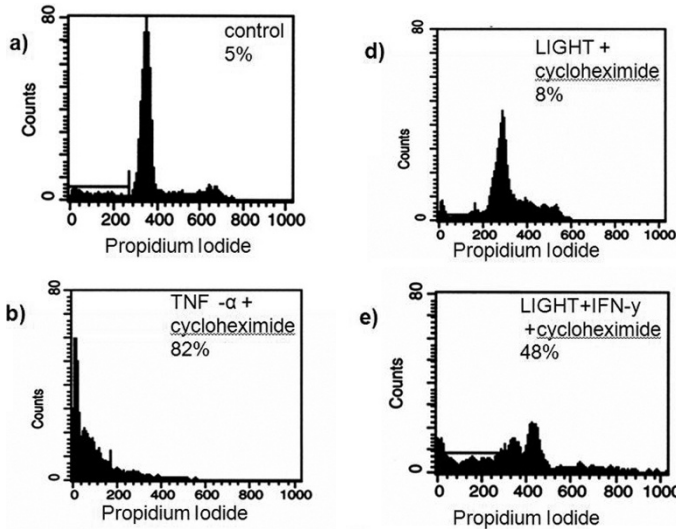 a)
control
5%
80
Counts
0
0 200 400 600 800 1000
Propidium Iodide
b)
TNF -α +
cycloheximide
82%
80
Counts
0
0 200 400 600 800 1000
Propidium Iodide
d)
LIGHT +
cycloheximide
8%
80
Counts
0
0 200 400 600 800 1000
Propidium Iodide
e)
LIGHT+IFN-y
+cycloheximide
48%
80
Counts
0
0 200 400 600 800 1000
Propidium Iodide